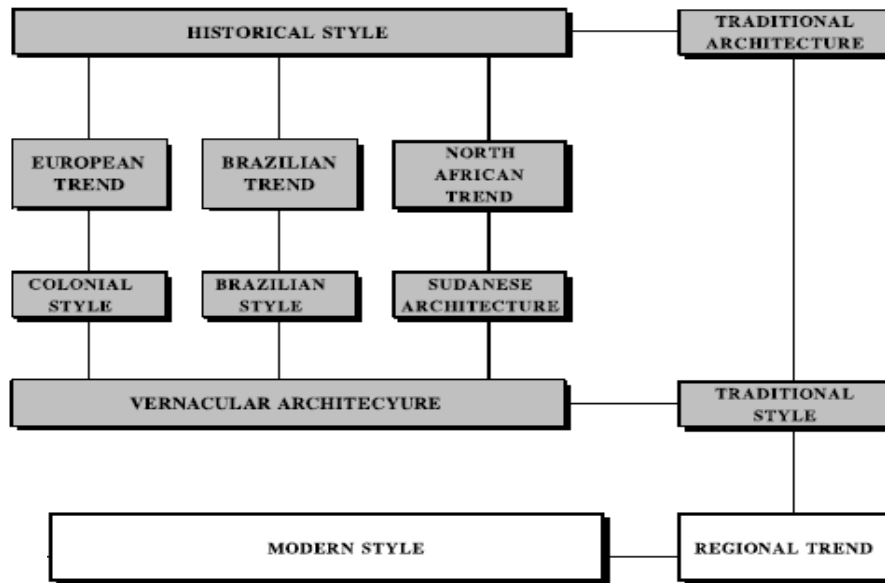 HISTORICAL STYLE
TRADITIONAL
ARCHITECTURE
EUROPEAN
TREND
BRAZILIAN
TREND
NORTH
AFRICAN
TREND
COLONIAL
STYLE
BRAZILIAN
STYLE
SUDANESE
ARCHITECTURE
VERNACULAR ARCHITECYURE
TRADITIONAL
STYLE
MODERN STYLE
REGIONAL TREND